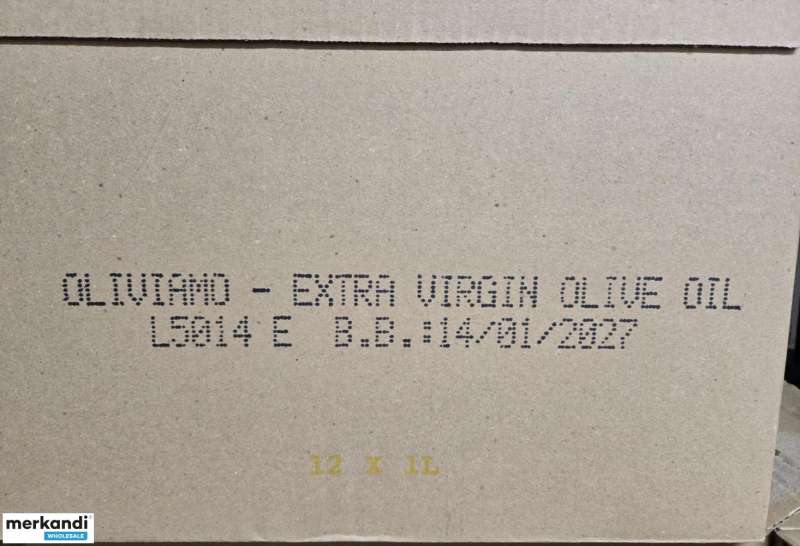 OLIVIAMO - EXTRA VIRGIN OLIVE OIL
L5014 E B.B.:14/01/2027
12 X 1L
merkandi
WHOLESALE